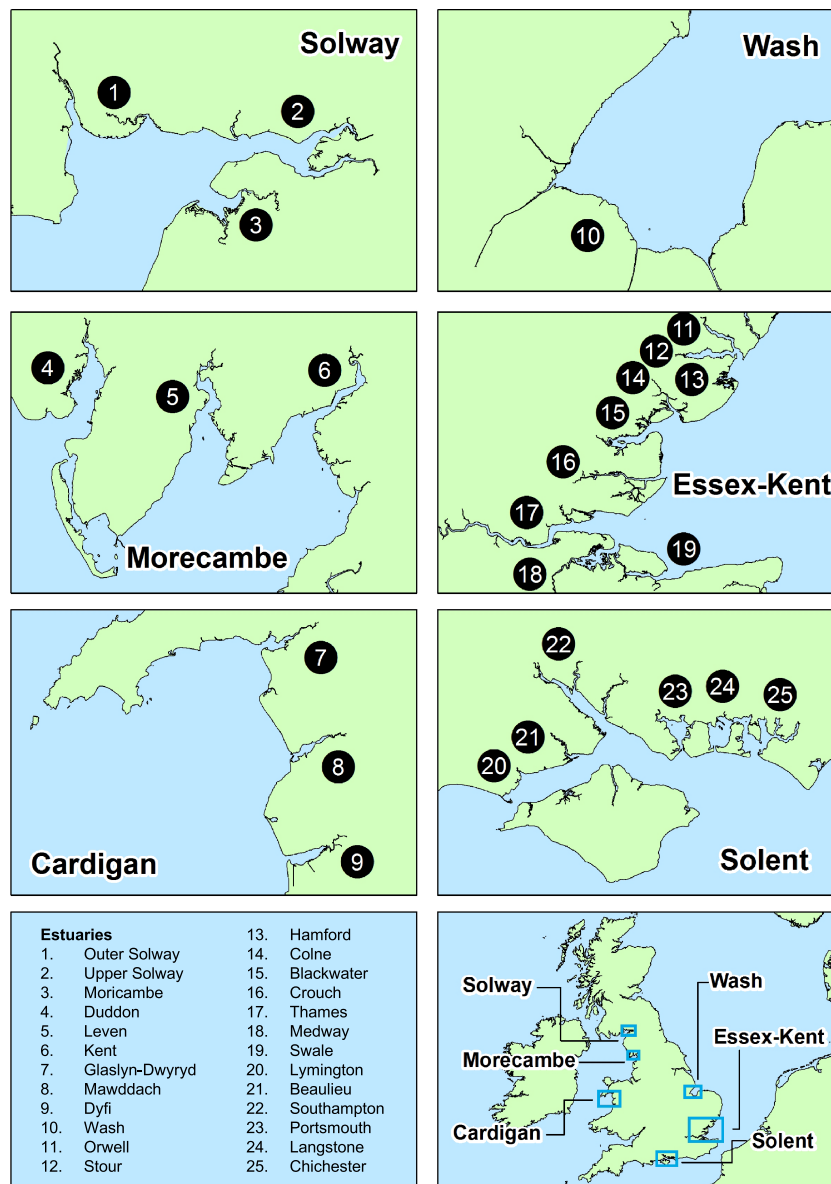 Solway
1
2
3
Wash
10
4
5
6
Morecambe
11
12
13
14
15
16
Essex-Kent
17
18
19
7
8
9
Cardigan
22
23
24
25
21
20
Solent
Estuaries
1. Outer Solway
2. Upper Solway
3. Moricambe
4. Duddon
5. Leven
6. Kent
7. Glaslyn-Dwyryd
8. Mawddach
9. Dyfi
10. Wash
11. Orwell
12. Stour
13. Hamford
14. Colne
15. Blackwater
16. Crouch
17. Thames
18. Medway
19. Swale
20. Lymington
21. Beaulieu
22. Southampton
23. Portsmouth
24. Langstone
25. Chichester
Solway
Wash
Essex-Kent
Morecambe
Cardigan
Solent